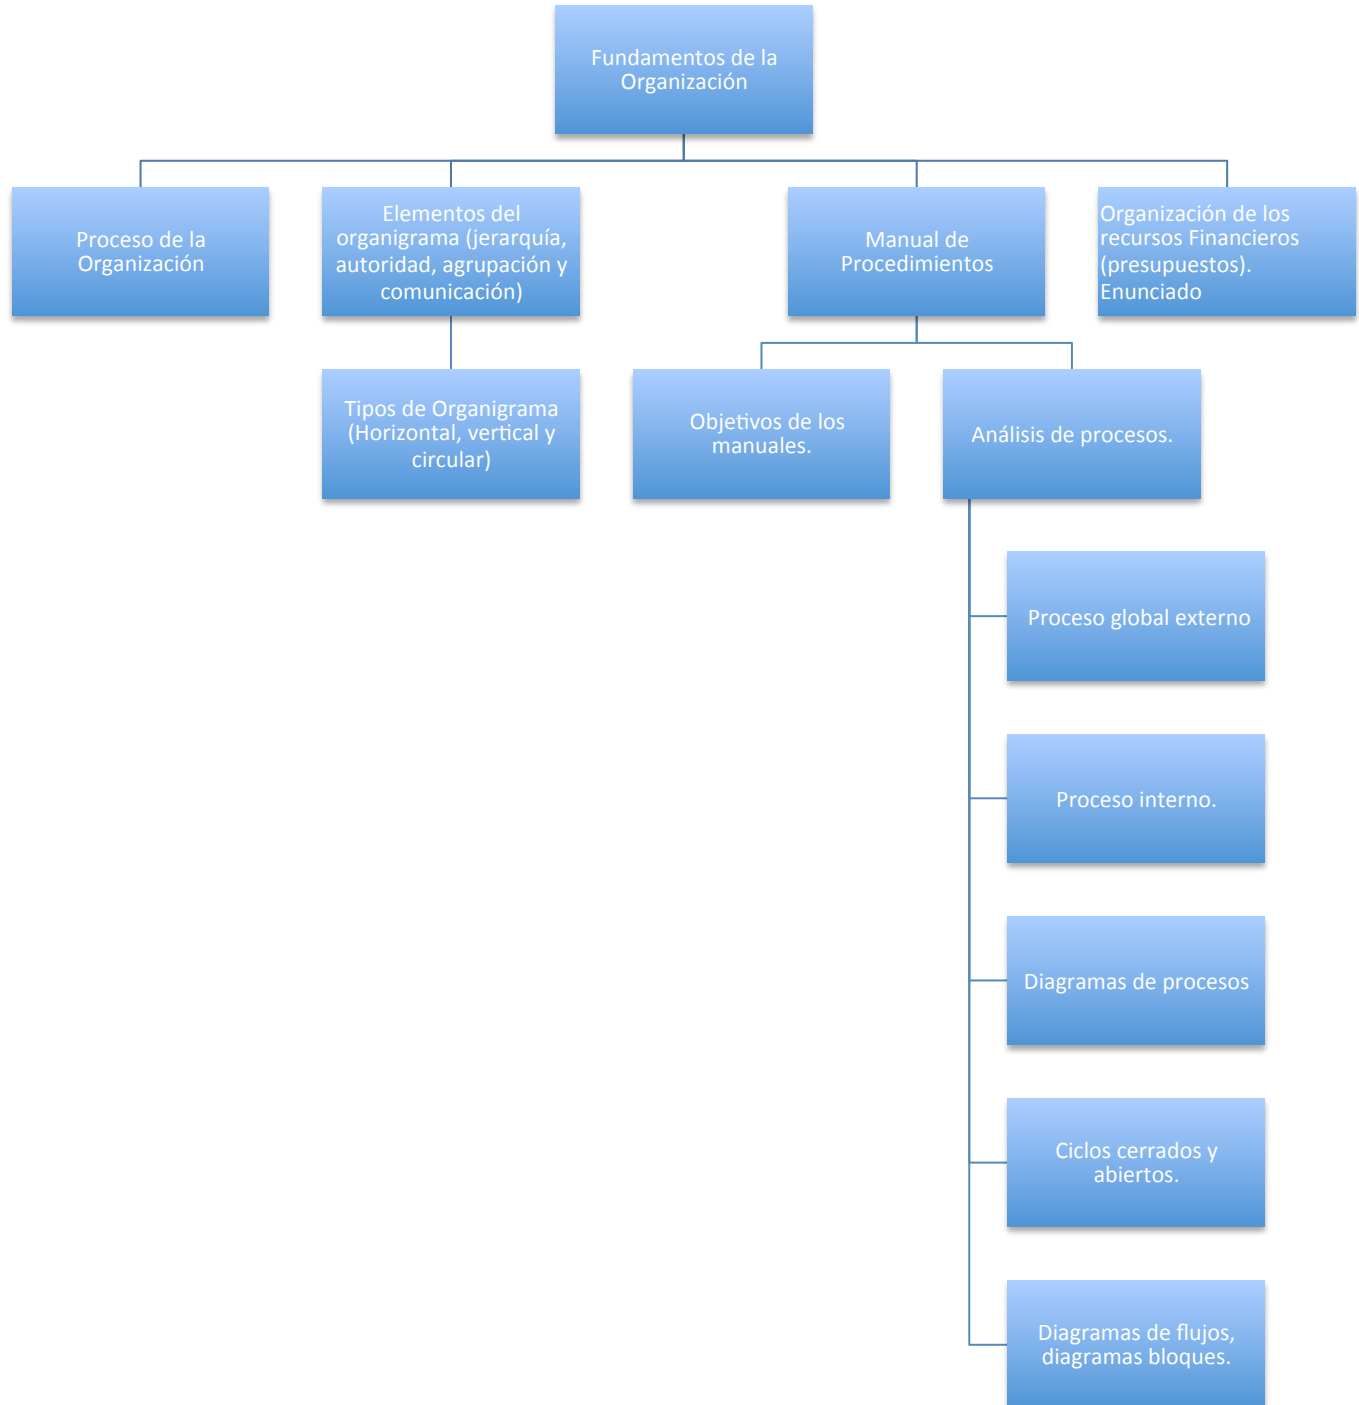 Fundamentos de la
Organización
Proceso de la
Organización
Elementos del
organigrama (jerarquía,
autoridad, agrupación y
comunicación)
Manual de
Procedimientos
Organización de los
recursos Financieros
(presupuestos).
Enunciado
Tipos de Organigrama
(Horizontal, vertical y
circular)
Objetivos de los
manuales.
Análisis de procesos.
Proceso global externo
Proceso interno.
Diagramas de procesos
Ciclos cerrados y
abiertos.
Diagramas de flujos,
diagramas bloques.